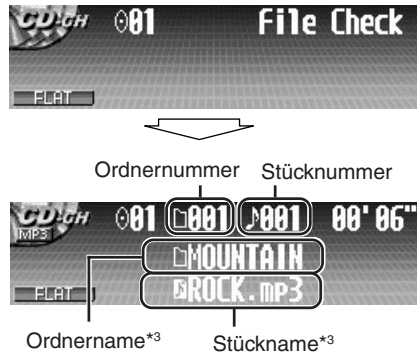 CD-CH 01 File Check
FLAT
Ordnernummer Stücknummer
CD-CH MP3 01 001 001 00'06"
MOUNTAIN
FLAT ROCK.mp3
Ordnername*3 Stückname*3